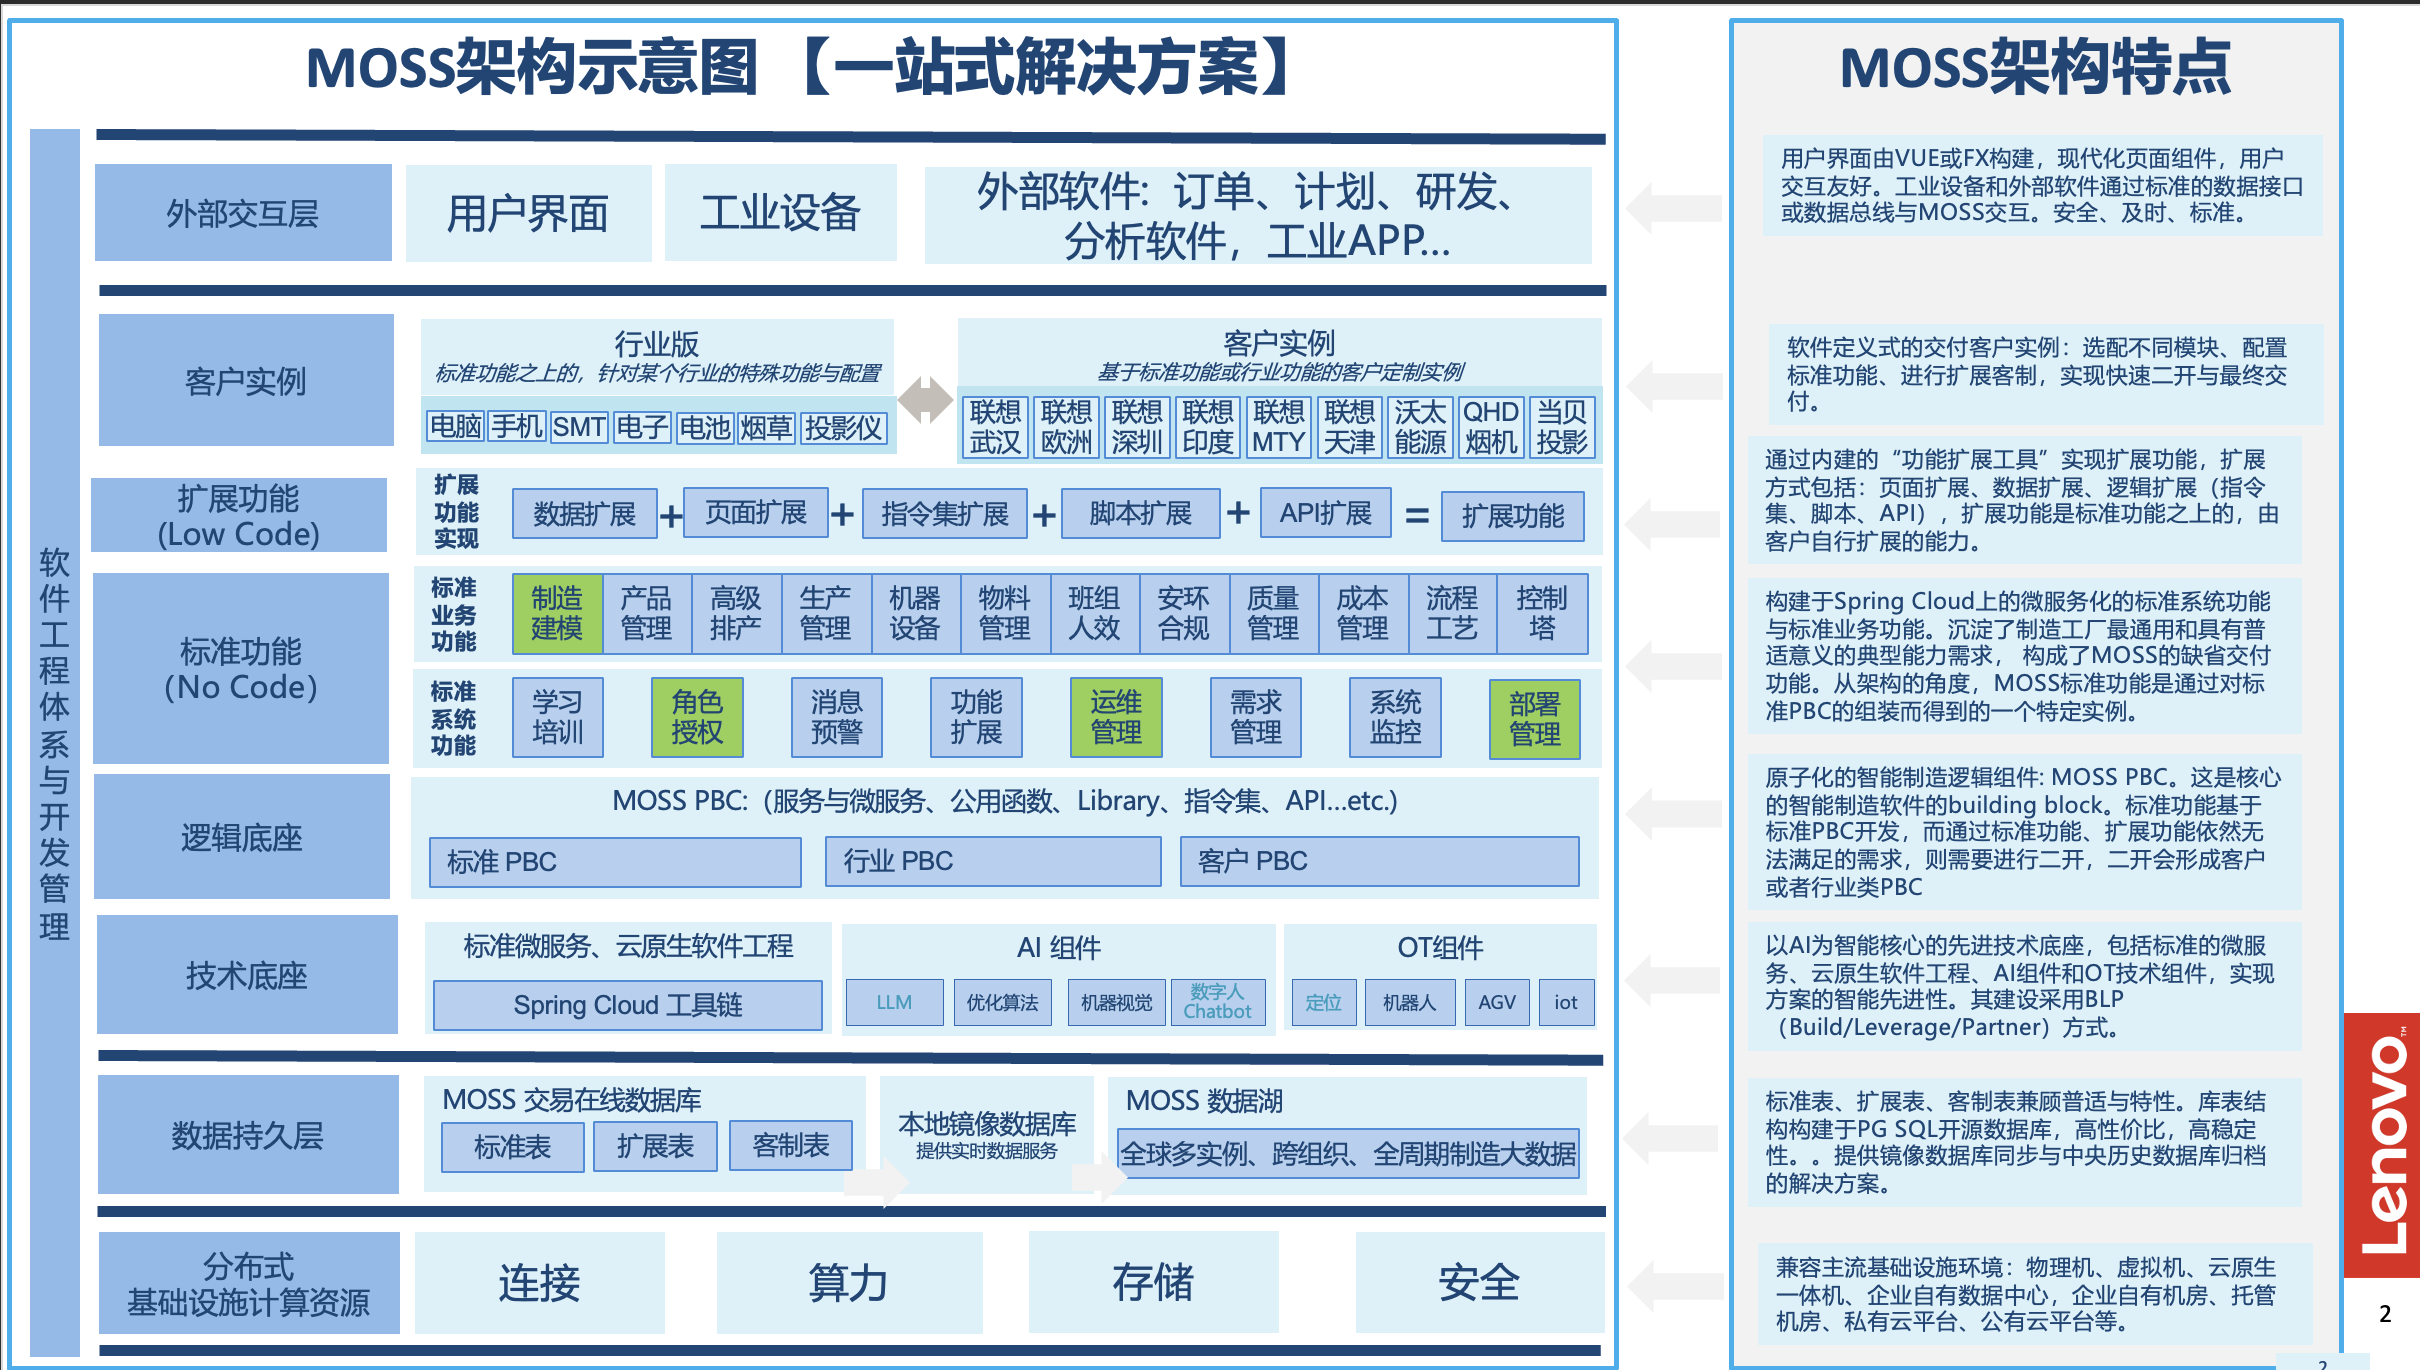 MOSS架构示意图 【一站式解决方案】
软件工程体系与开发管理
外部交互层
用户界面
工业设备
外部软件：订单、计划、研发、
分析软件，工业APP...
客户实例
行业版
标准功能之上的，针对某个行业的特殊功能与配置
电脑
手机
SMT
电子
电池
烟草
投影仪
客户实例
基于标准功能或行业功能的客户定制实例
联想
武汉
联想
欧洲
联想
深圳
联想
印度
联想
MTY
联想
天津
沃太
能源
QHD
烟机
当贝
投影
扩展功能
(Low Code)
扩展
功能
实现
数据扩展
+
页面扩展
+
指令集扩展
+
脚本扩展
+
API扩展
=
扩展功能
标准功能
（No Code）
标准
业务
功能
制造
建模
产品
管理
高级
排产
生产
管理
机器
设备
物料
管理
班组
人效
安环
合规
质量
管理
成本
管理
流程
工艺
控制
塔
标准
系统
功能
学习
培训
角色
授权
消息
预警
功能
扩展
运维
管理
需求
管理
系统
监控
部署
管理
逻辑底座
MOSS PBC:（服务与微服务、公用函数、Library、指令集、API...etc.）
标准 PBC
行业 PBC
客户 PBC
技术底座
标准微服务、云原生软件工程
Spring Cloud 工具链
AI 组件
LLM
优化算法
机器视觉
数字人
Chatbot
OT组件
定位
机器人
AGV
iot
数据持久层
MOSS 交易在线数据库
标准表
扩展表
客制表
本地镜像数据库
提供实时数据服务
MOSS 数据湖
全球多实例、跨组织、全周期制造大数据
分布式
基础设施计算资源
连接
算力
存储
安全
MOSS架构特点
用户界面由VUE或FX构建，现代化页面组件，用户
交互友好。工业设备和外部软件通过标准的数据接口
或数据总线与MOSS交互。安全、及时、标准。
软件定义式的交付客户实例：选配不同模块、配置
标准功能、进行扩展客制，实现快速二开与最终交
付。
通过内建的“功能扩展工具”实现扩展功能，扩展
方式包括：页面扩展、数据扩展、逻辑扩展（指令
集、脚本、API），扩展功能是标准功能之上的，由
客户自行扩展的能力。
构建于Spring Cloud上的微服务化的标准系统功能
与标准业务功能。沉淀了制造工厂最通用和具有普
适意义的典型能力需求， 构成了MOSS的缺省交付
功能。从架构的角度，MOSS标准功能是通过对标
准PBC的组装而得到的一个特定实例。
原子化的智能制造逻辑组件: MOSS PBC。这是核心
的智能制造软件的building block。标准功能基于
标准PBC开发，而通过标准功能、扩展功能依然无
法满足的需求，则需要进行二开，二开会形成客户
或者行业类PBC
以AI为智能核心的先进技术底座，包括标准的微服
务、云原生软件工程、AI组件和OT技术组件，实现
方案的智能先进性。其建设采用BLP
（Build/Leverage/Partner）方式。
标准表、扩展表、客制表兼顾普适与特性。库表结
构构建于PG SQL开源数据库，高性价比，高稳定
性。。提供镜像数据库同步与中央历史数据库归档
的解决方案。
兼容主流基础设施环境：物理机、虚拟机、云原生
一体机、企业自有数据中心，企业自有机房、托管
机房、私有云平台、公有云平台等。
Lenovo™
2
2